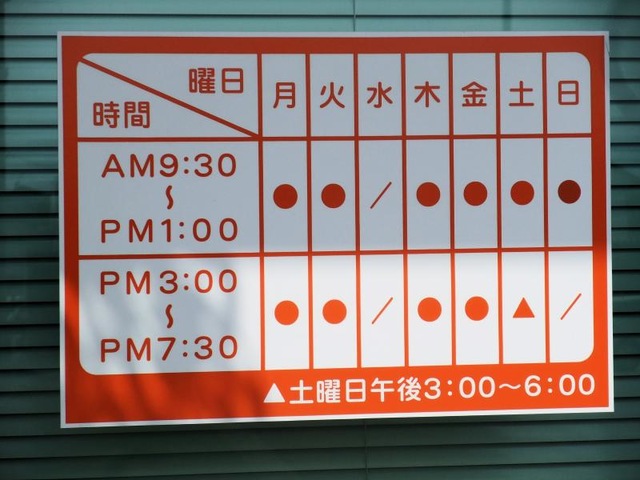 曜日
時間
月 火 水 木 金 土 日
AM9:30
〜
PM1:00
● ● ／ ● ● ● ●
PM3:00
〜
PM7:30
● ● ／ ● ● ▲ ／
▲土曜日午後3:00〜6:00